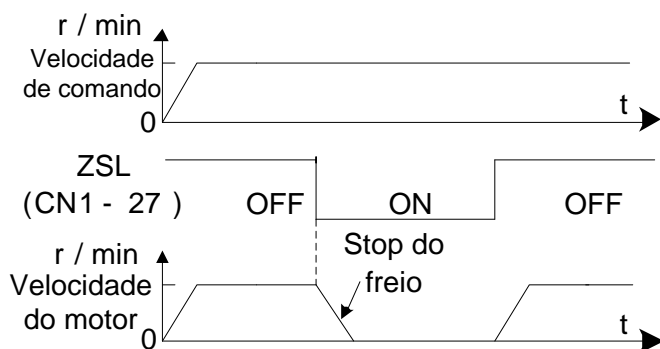 r / min
Velocidade
de comando
t
0
ZSL
(CN1 - 27 )
OFF
ON
OFF
r / min
Stop do
freio
Velocidade
do motor
t
0